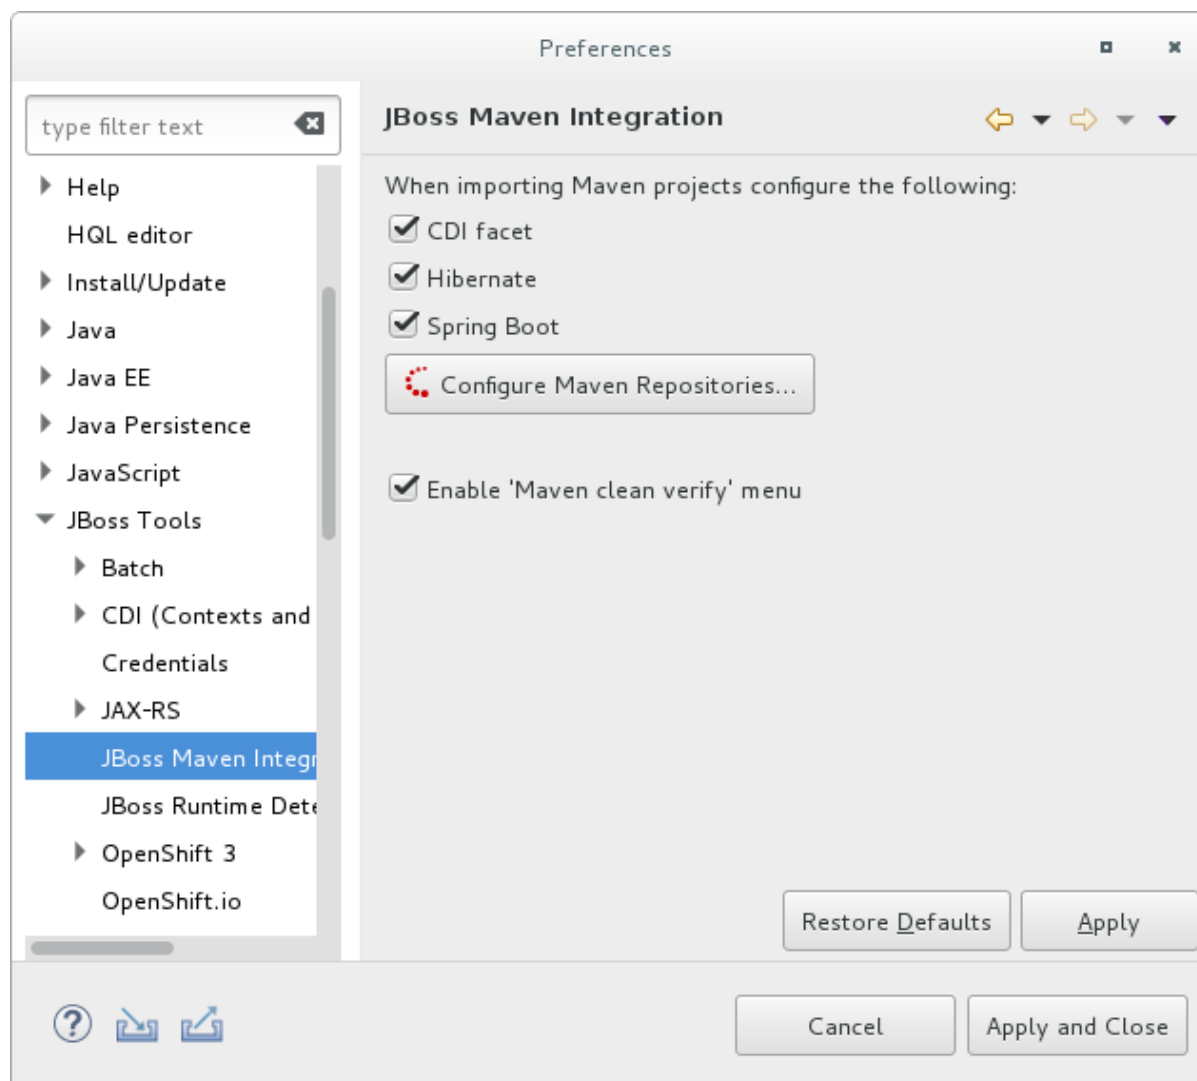 Preferences
type filter text
Help
HQL editor
Install/Update
Java
Java EE
Java Persistence
JavaScript
JBoss Tools
Batch
CDI (Contexts and
Credentials
JAX-RS
JBoss Maven Integr
JBoss Runtime Dete
OpenShift 3
OpenShift.io
JBoss Maven Integration
When importing Maven projects configure the following:
CDI facet
Hibernate
Spring Boot
Configure Maven Repositories...
Enable 'Maven clean verify' menu
Restore Defaults
Apply
?
Cancel
Apply and Close